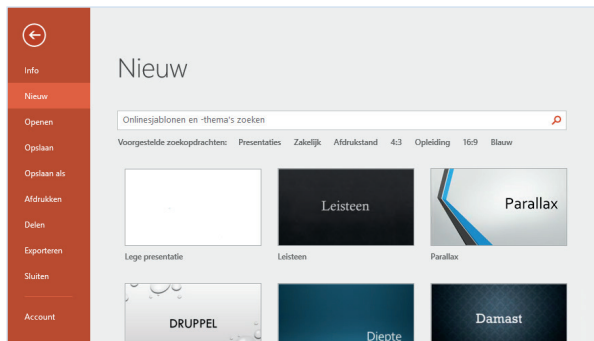 Info
Nieuw
Openen
Opslaan
Opslaan als
Afdrukken
Delen
Exporteren
Sluiten
Account
Nieuw
Onlinesjablonen en -thema's zoeken
Voorgestelde zoekopdrachten: Presentaties Zakelijk Afdrukstand 4:3 Opleiding 16:9 Blauw
Leisteen Parallax
Lege presentatie Leisteen Parallax
DRUPPEL Diepte Damast